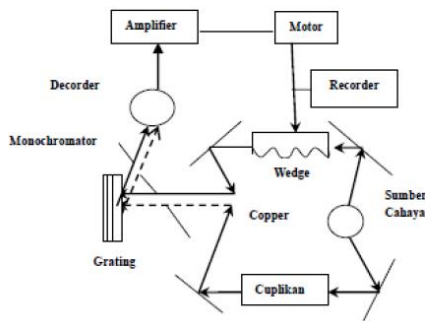 Amplifier
Motor
Recorder
Decorder
Monochromator
Wedge
Copper
Sumber
Cahaya
Grating
Cuplikan